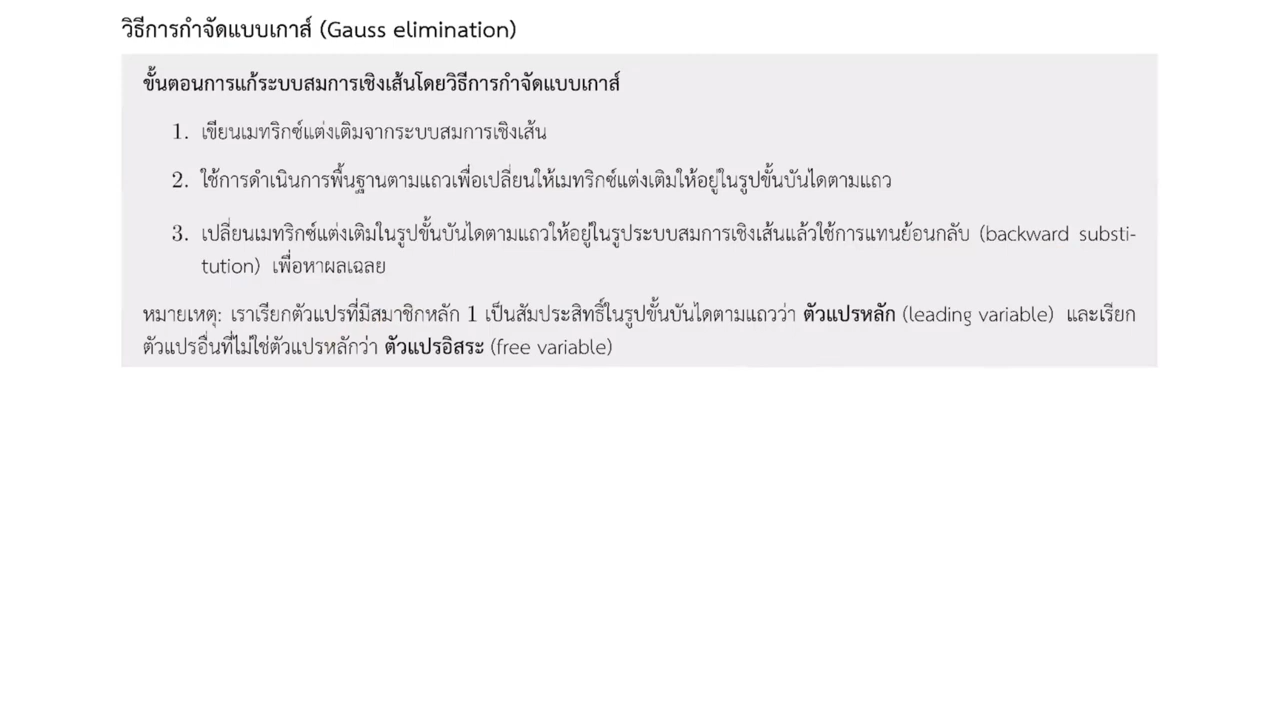 วิธีการกำจัดแบบเกาส์ (Gauss elimination)
ขั้นตอนการแก้ระบบสมการเชิงเส้นโดยวิธีการกำจัดแบบเกาส์
1. เขียนเมทริกซ์แต่งเติมจากระบบสมการเชิงเส้น
2. ใช้การดำเนินการพื้นฐานตามแถวเพื่อเปลี่ยนให้เมทริกซ์แต่งเติมให้อยู่ในรูปขั้นบันไดตามแถว
3. เปลี่ยนเมทริกซ์แต่งเติมในรูปขั้นบันไดตามแถวให้อยู่ในรูประบบสมการเชิงเส้นแล้วใช้การแทนย้อนกลับ (backward substi-
tution) เพื่อหาผลเฉลย
หมายเหตุ: เราเรียกตัวแปรที่มีสมาชิกหลัก 1 เป็นสัมประสิทธิ์ในรูปขั้นบันไดตามแถวว่า ตัวแปรหลัก (leading variable) และเรียก
ตัวแปรอื่นที่ไม่ใช่ตัวแปรหลักว่า ตัวแปรอิสระ (free variable)